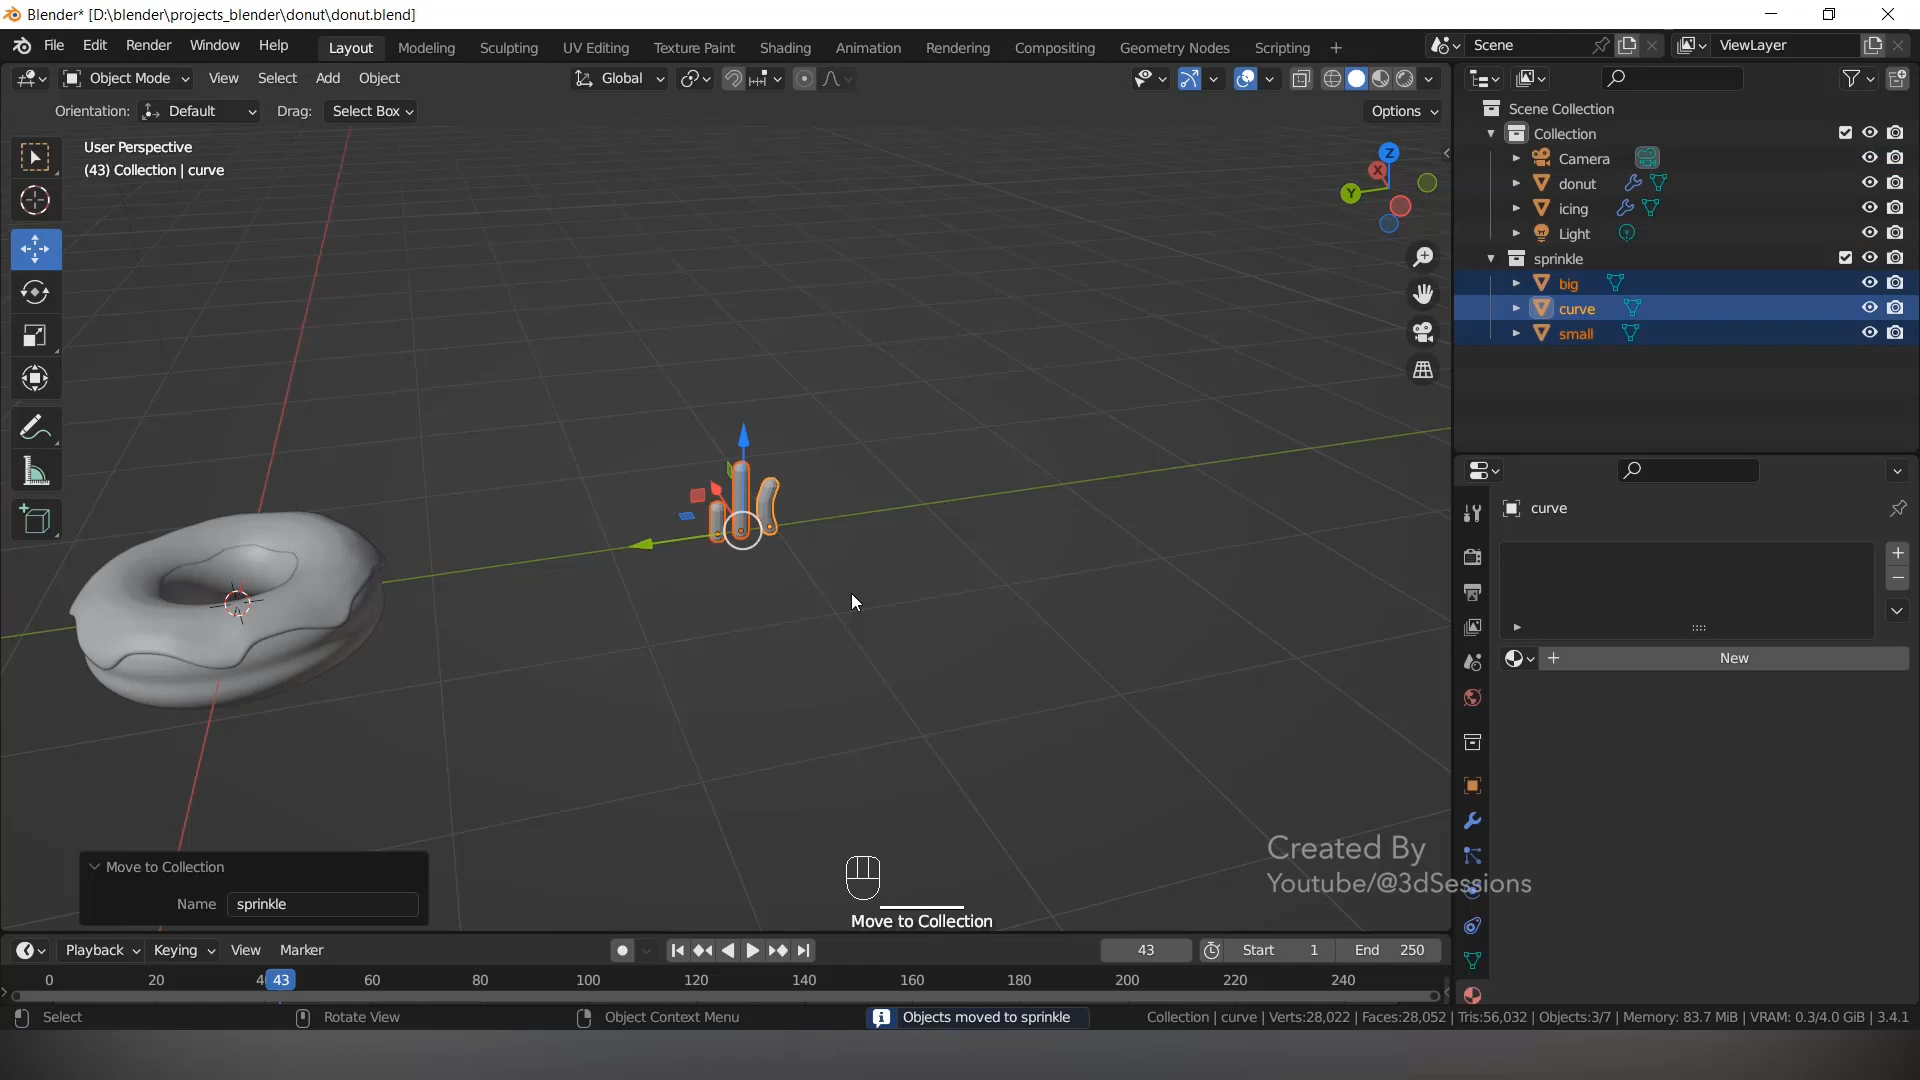 Blender* [D:\blender\projects_blender\donut\donut.blend]
File Edit Render Window Help Layout Modeling Sculpting UV Editing Texture Paint Shading Animation Rendering Compositing Geometry Nodes Scripting + Scene ViewLayer
Object Mode View Select Add Object Global
Orientation: Default Drag: Select Box Options
User Perspective
(43) Collection | curve
Z
X
Y
Scene Collection
Collection
Camera
donut
icing
Light
sprinkle
big
curve
small
curve
New
Move to Collection
Name sprinkle
Move to Collection
Created By
Youtube/@3dSessions
Playback Keying View Marker 43 Start 1 End 250
0 20 4 43 60 80 100 120 140 160 180 200 220 240
Select Rotate View Object Context Menu Objects moved to sprinkle Collection | curve | Verts:28,022 | Faces:28,052 | Tris:56,032 | Objects:3/7 | Memory: 83.7 MiB | VRAM: 0.3/4.0 GiB | 3.4.1